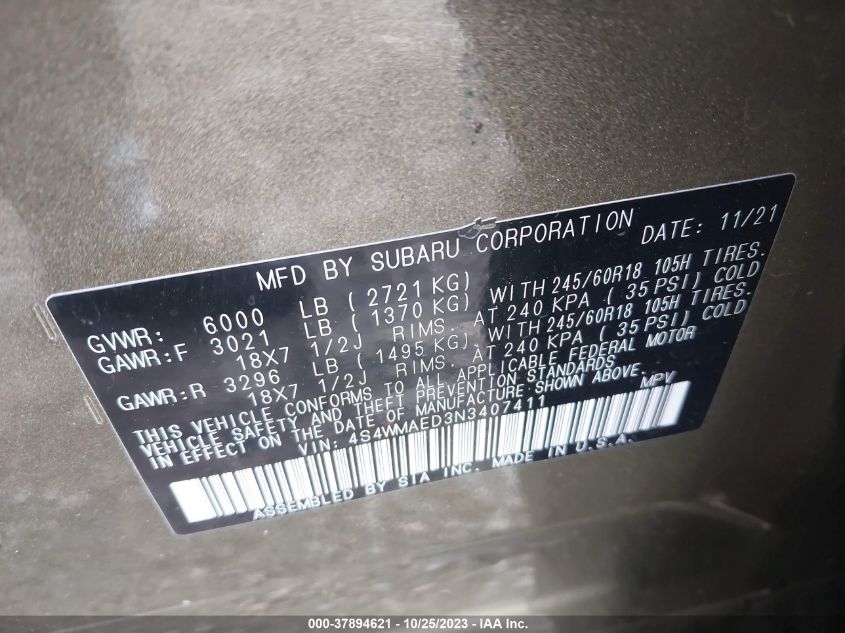 MFD BY SUBARU CORPORATION DATE: 11/21
GVWR: 6000 LB (2721 KG)
GAWR:F 3021 LB (1370 KG) WITH 245/60R18 105H TIRES.
18X7 1/2J RIMS. AT 240 KPA (35 PSI) COLD
GAWR:R 3296 LB (1495 KG) WITH 245/60R18 105H TIRES.
18X7 1/2J RIMS. AT 240 KPA (35 PSI) COLD
THIS VEHICLE CONFORMS TO ALL APPLICABLE FEDERAL MOTOR
VEHICLE SAFETY AND THEFT PREVENTION STANDARDS
IN EFFECT ON THE DATE OF MANUFACTURE SHOWN ABOVE.
VIN: 4S4WMAED3N3407411 MPV
ASSEMBLED BY SIA INC. MADE IN U.S.A.
000-37894621 - 10/25/2023 - IAA Inc.